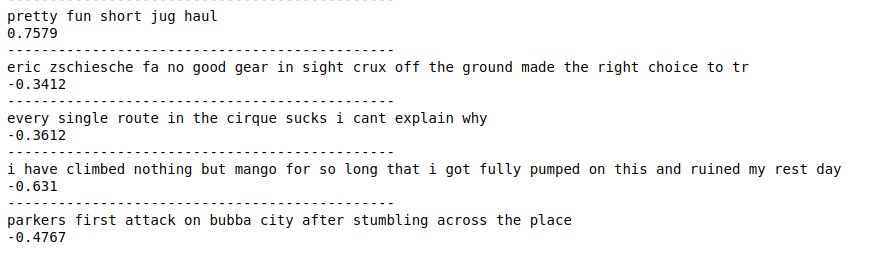 ---------------------------------------------
pretty fun short jug haul
0.7579
----------------------------------------------
eric zschiesche fa no good gear in sight crux off the ground made the right choice to tr
-0.3412
----------------------------------------------
every single route in the cirque sucks i cant explain why
-0.3612
----------------------------------------------
i have climbed nothing but mango for so long that i got fully pumped on this and ruined my rest day
-0.631
----------------------------------------------
parkers first attack on bubba city after stumbling across the place
-0.4767